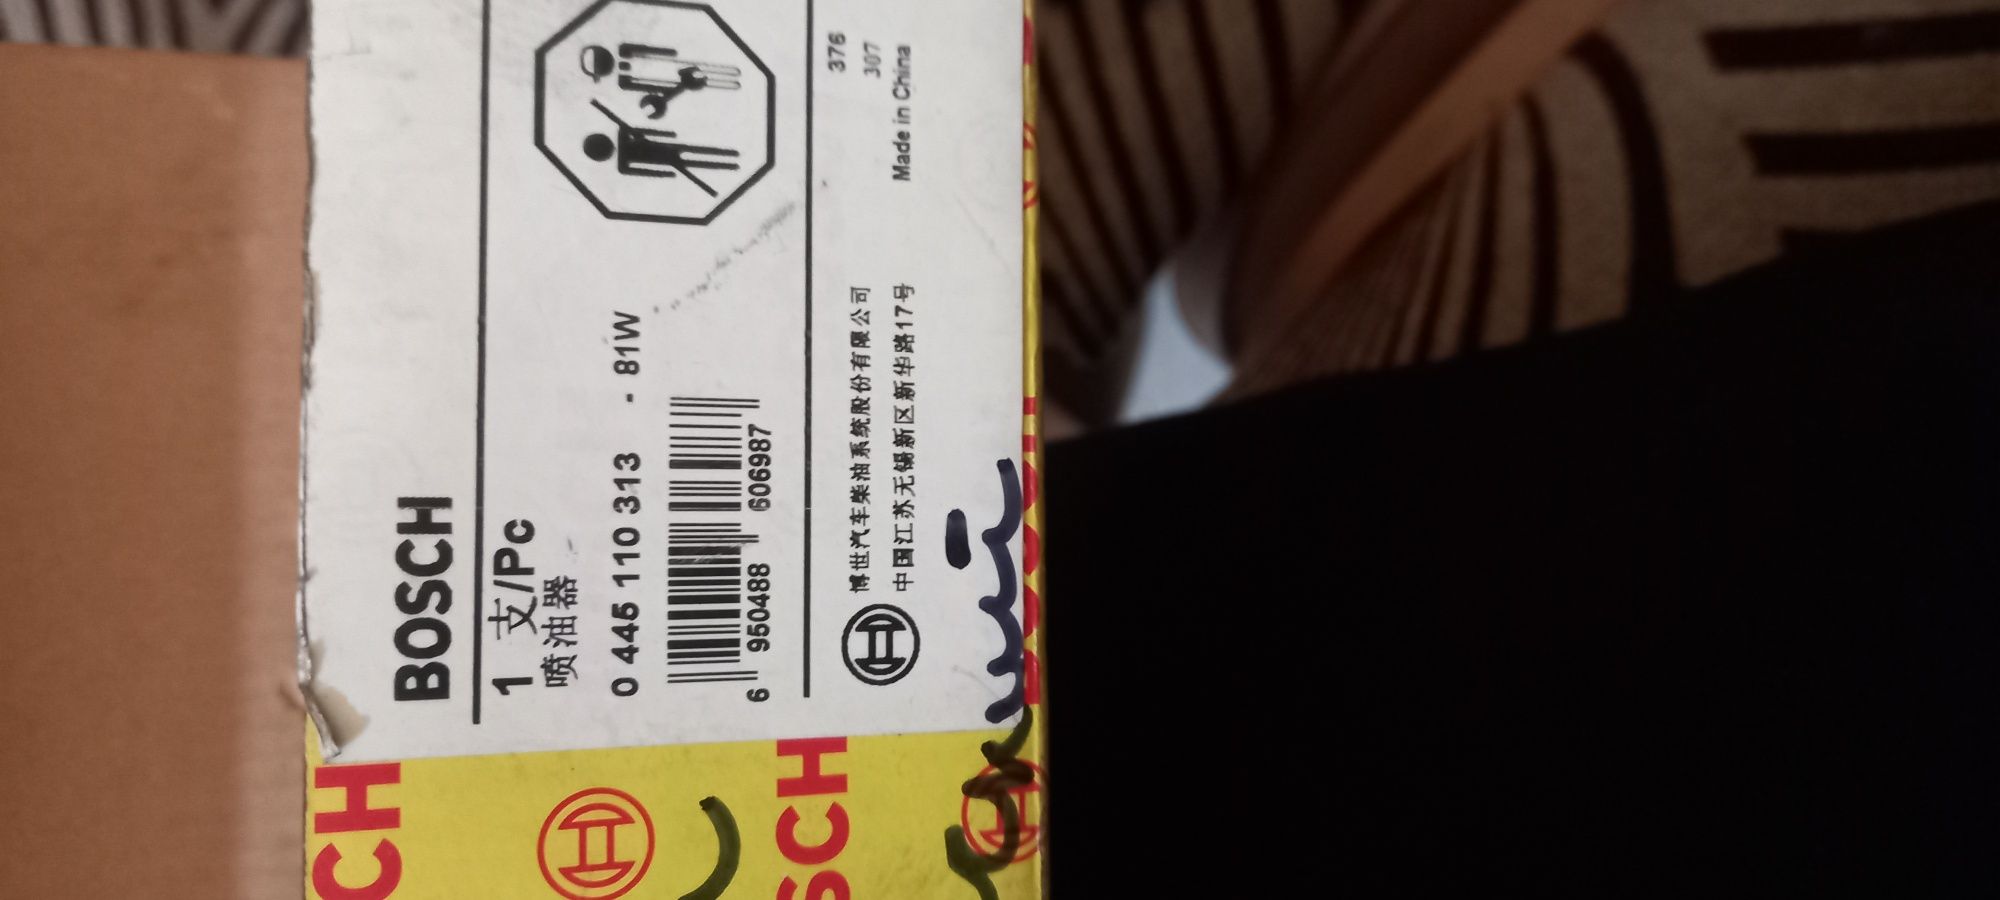 BOSCH
1 支/Pc
喷油器
0 445 110 313 - 81W
6 950488 606987
博世汽车柴油系统股份有限公司
中国江苏无锡新区新华路17号
376
307
Made in China
CH
SCH